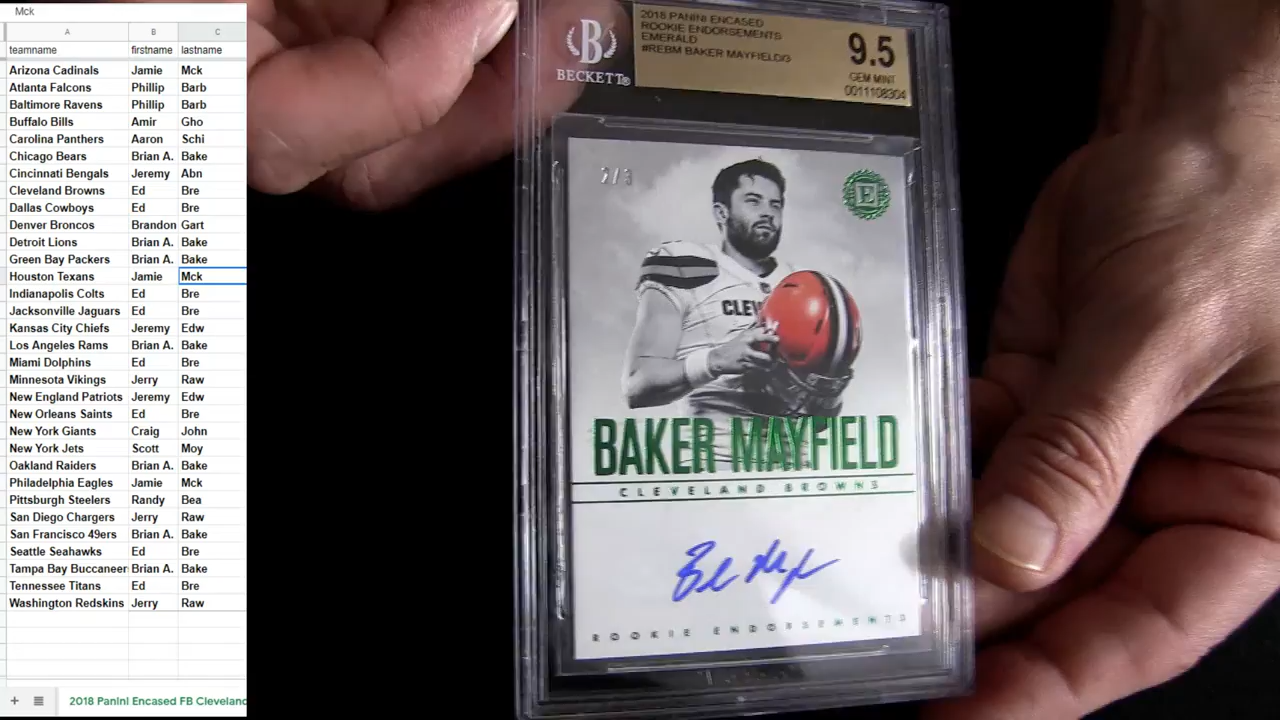 Mck
A B C
teamname firstname lastname
Arizona Cadinals Jamie Mck
Atlanta Falcons Phillip Barb
Baltimore Ravens Phillip Barb
Buffalo Bills Amir Gho
Carolina Panthers Aaron Schi
Chicago Bears Brian A. Bake
Cincinnati Bengals Jeremy Abn
Cleveland Browns Ed Bre
Dallas Cowboys Ed Bre
Denver Broncos Brandon Gart
Detroit Lions Brian A. Bake
Green Bay Packers Brian A. Bake
Houston Texans Jamie Mck
Indianapolis Colts Ed Bre
Jacksonville Jaguars Ed Bre
Kansas City Chiefs Jeremy Edw
Los Angeles Rams Brian A. Bake
Miami Dolphins Ed Bre
Minnesota Vikings Jerry Raw
New England Patriots Jeremy Edw
New Orleans Saints Ed Bre
New York Giants Craig John
New York Jets Scott Moy
Oakland Raiders Brian A. Bake
Philadelphia Eagles Jamie Mck
Pittsburgh Steelers Randy Bea
San Diego Chargers Jerry Raw
San Francisco 49ers Brian A. Bake
Seattle Seahawks Ed Bre
Tampa Bay Buccaneer Brian A. Bake
Tennessee Titans Ed Bre
Washington Redskins Jerry Raw
2018 Panini Encased FB Cleveland
B
BECKETT®
2018 PANINI ENCASED
ROOKIE ENDORSEMENTS
EMERALD
#REBM BAKER MAYFIELD/3
9.5
GEM MINT
0011108304
2/3
E
CLEV
BAKER MAYFIELD
CLEVELAND BROWNS
ROOKIE ENDORSEMENTS